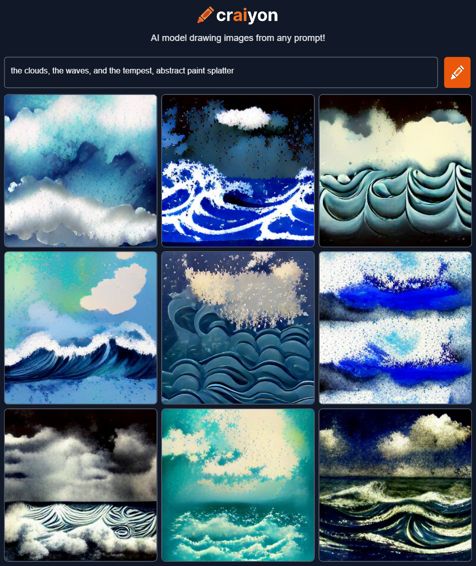 craiyon
AI model drawing images from any prompt!
the clouds, the waves, and the tempest, abstract paint splatter